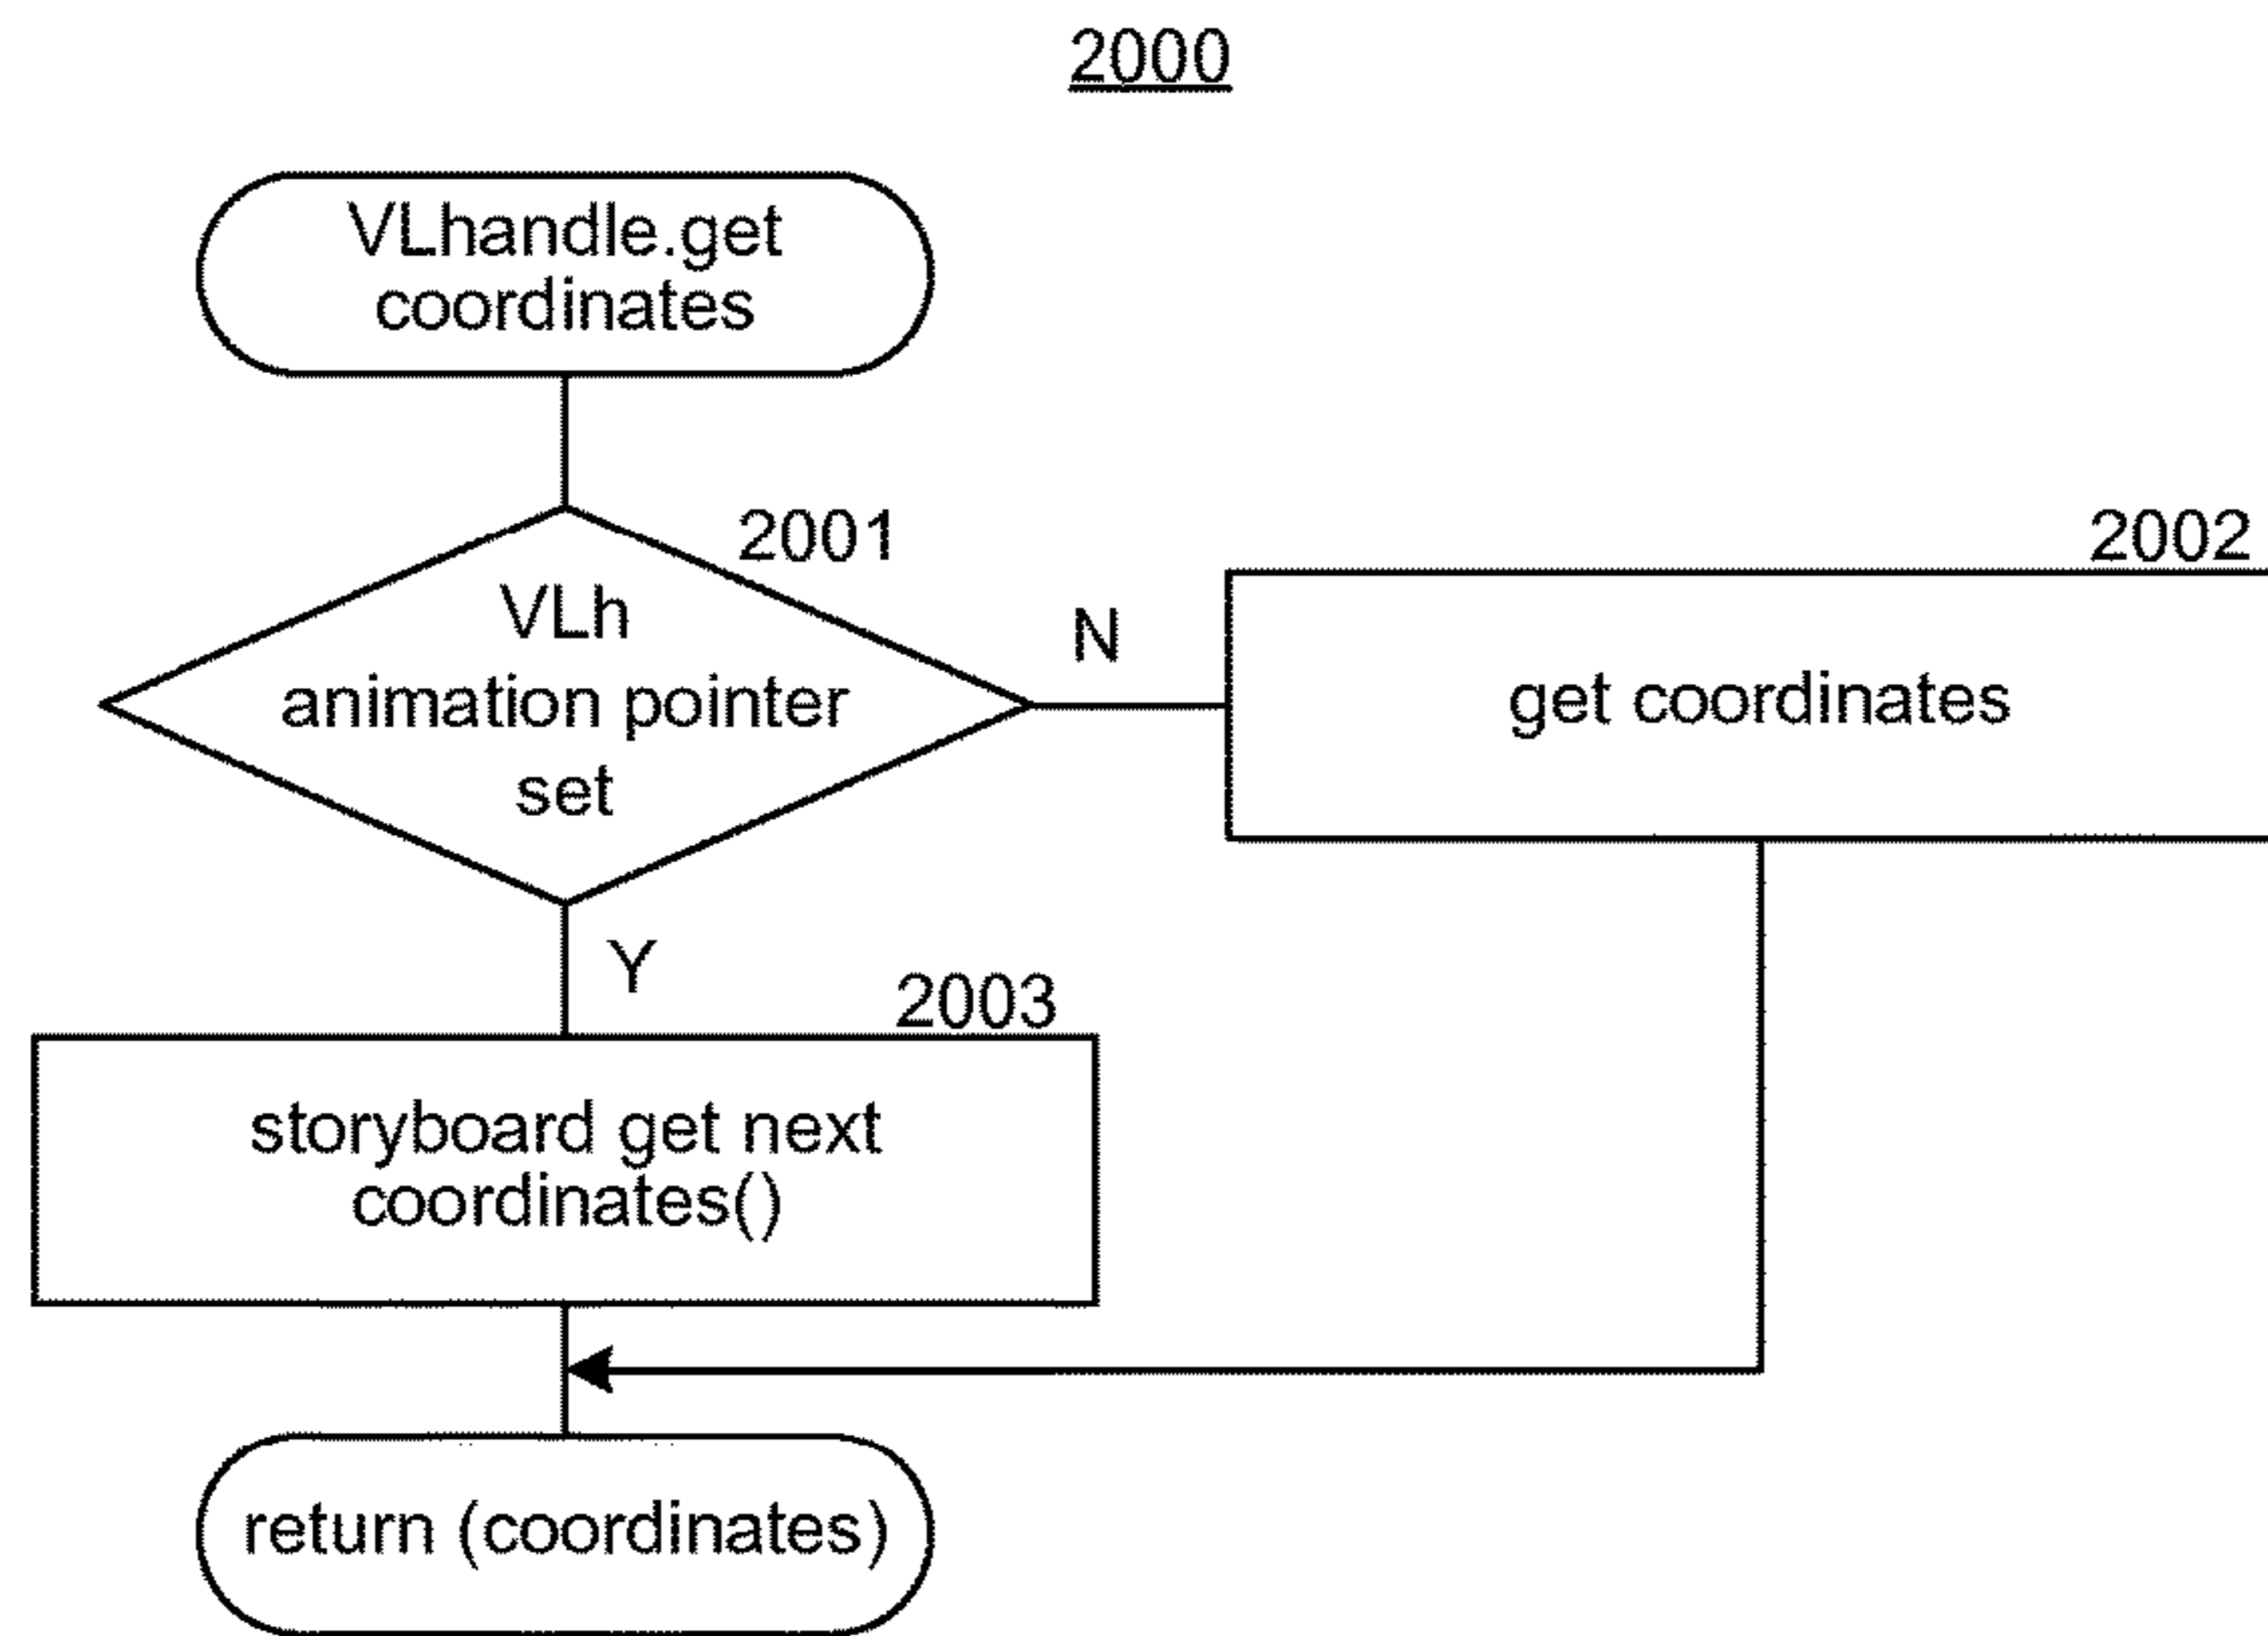 2000
VLhandle.get
coordinates
2001
VLh
animation pointer
set
N
2002
get coordinates
Y
2003
storyboard get next
coordinates()
return (coordinates)